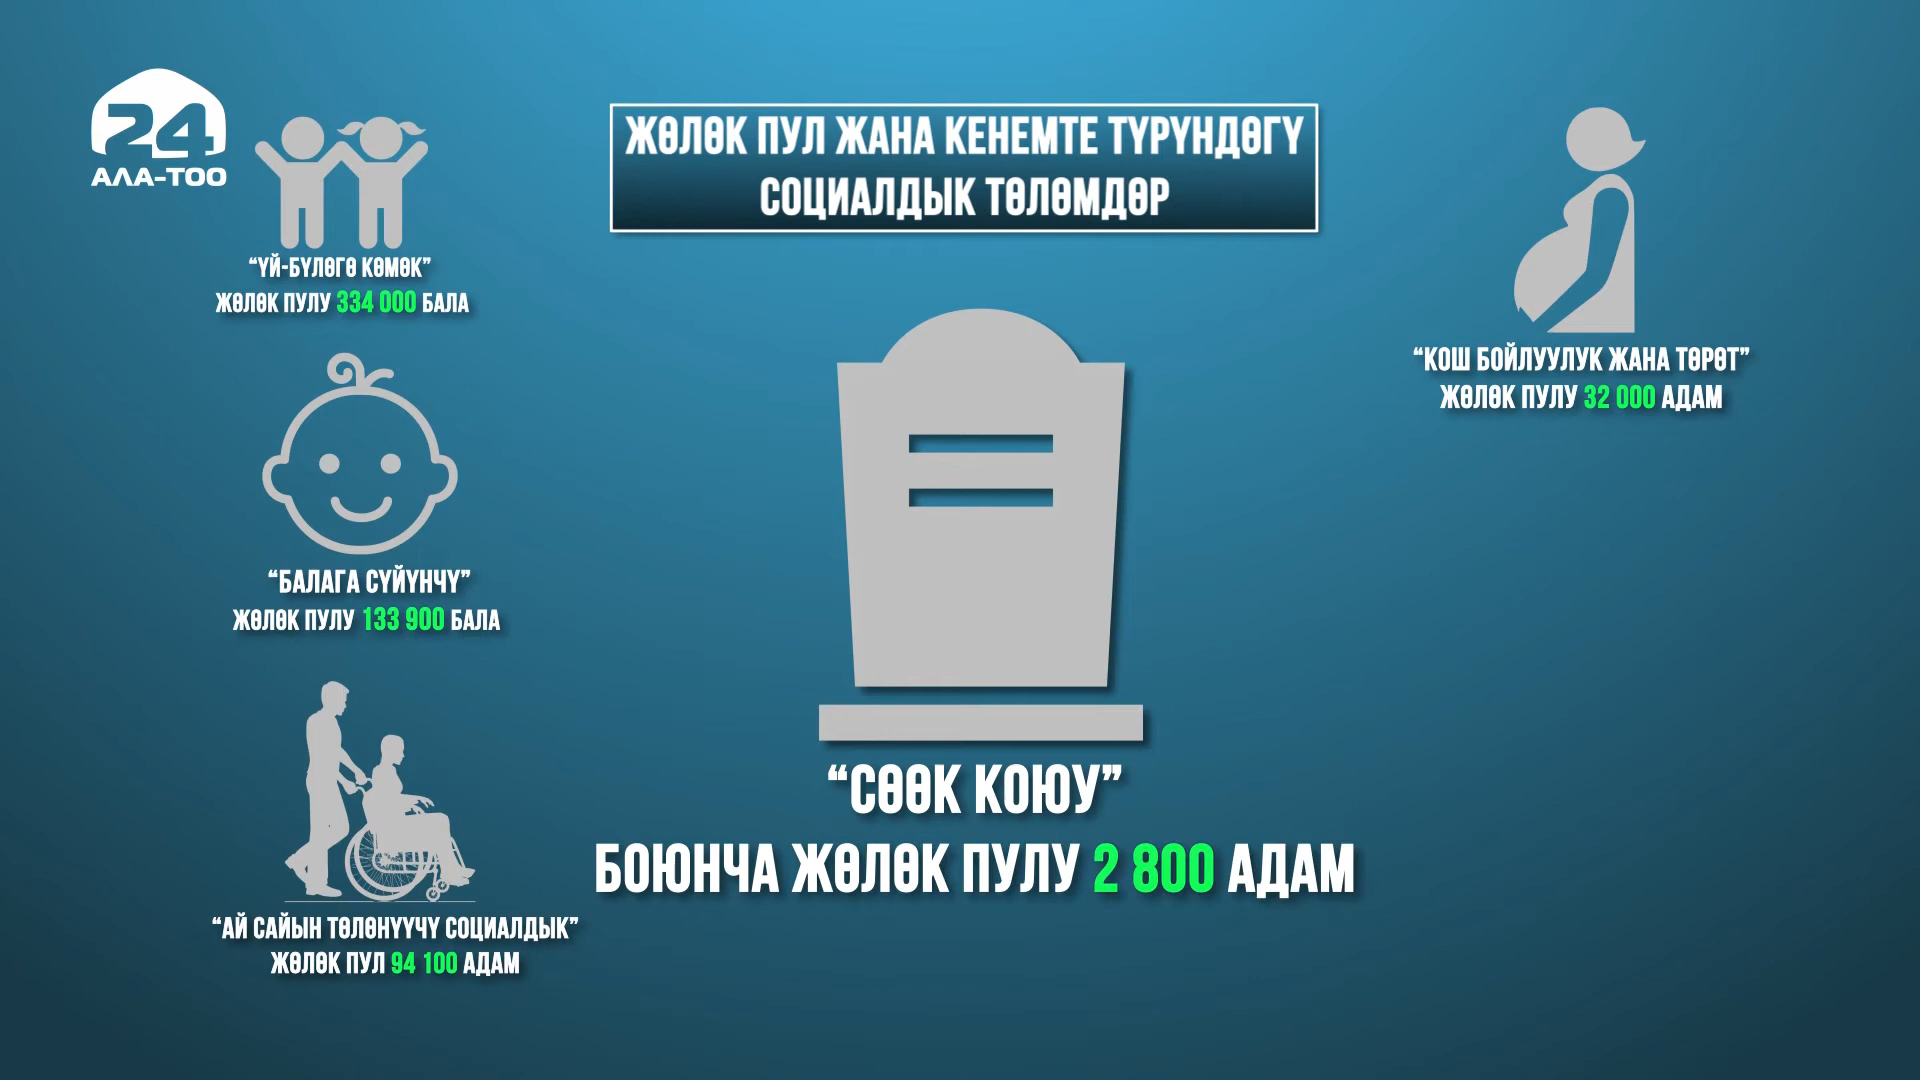 24
АЛА-ТОО
ЖӨЛӨК ПУЛ ЖАНА КЕНЕМТЕ ТҮРҮНДӨГҮ
СОЦИАЛДЫК ТӨЛӨМДӨР
“ҮЙ-БҮЛӨГӨ КӨМӨК”
ЖӨЛӨК ПУЛУ 334 000 БАЛА
“БАЛАГА СҮЙҮНЧҮ”
ЖӨЛӨК ПУЛУ 133 900 БАЛА
“АЙ САЙЫН ТӨЛӨНҮҮЧҮ СОЦИАЛДЫК”
ЖӨЛӨК ПУЛ 94 100 АДАМ
“СӨӨК КОЮУ”
БОЮНЧА ЖӨЛӨК ПУЛУ 2 800 АДАМ
“КОШ БОЙЛУУЛУК ЖАНА ТӨРӨТ”
ЖӨЛӨК ПУЛУ 32 000 АДАМ